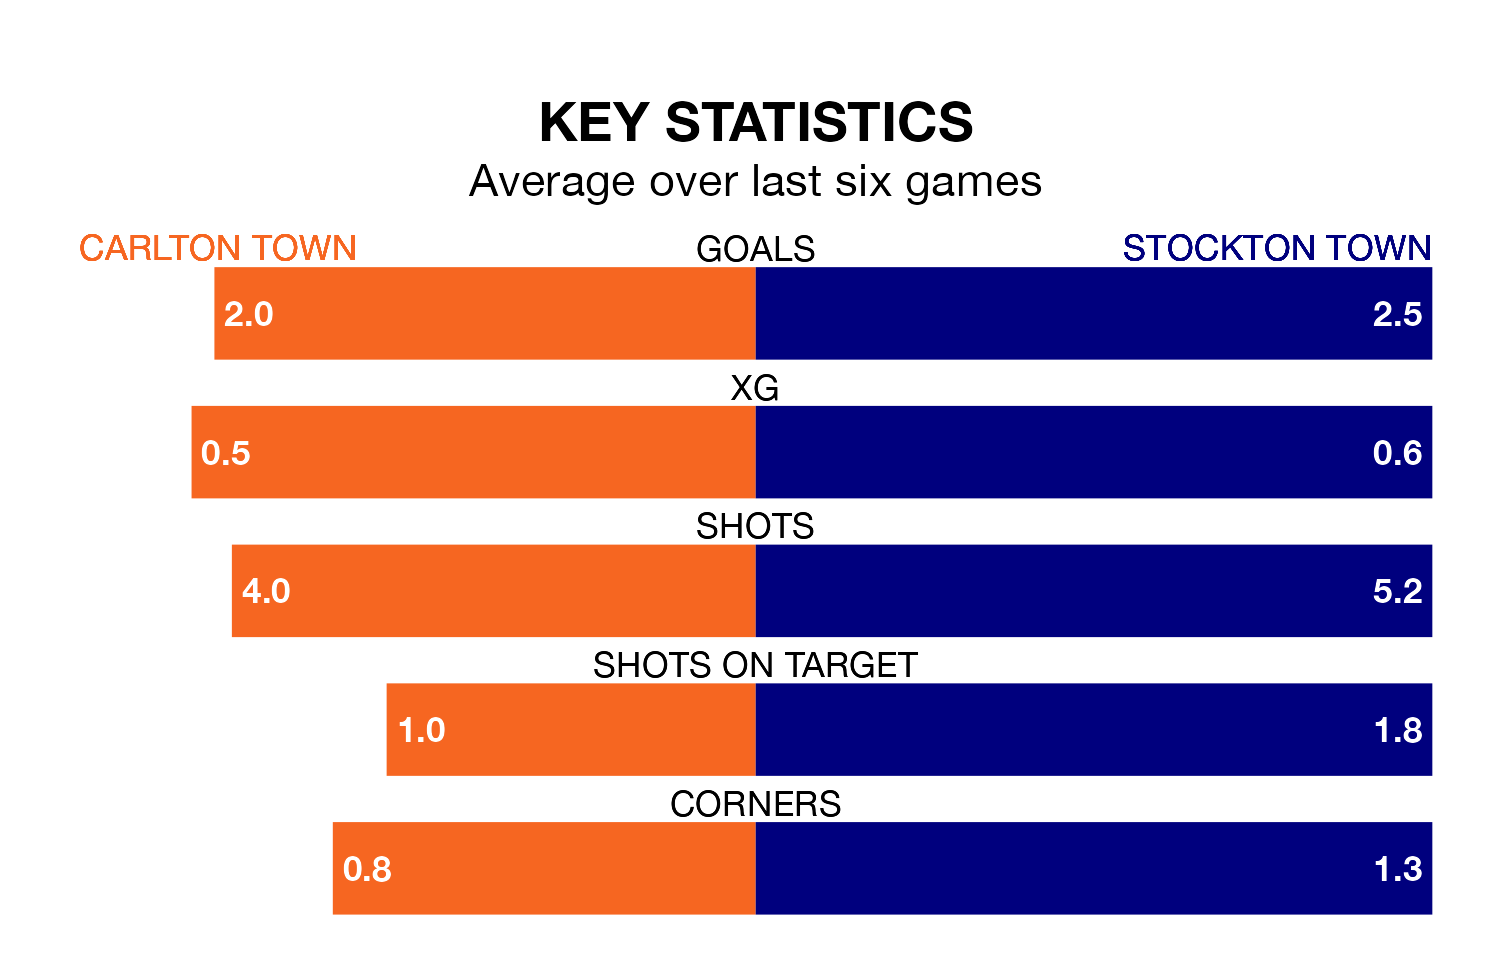 KEY STATISTICS
Average over last six games
CARLTON TOWN GOALS STOCKTON TOWN
2.0 2.5
XG
0.5 0.6
SHOTS
4.0 5.2
SHOTS ON TARGET
1.0 1.8
CORNERS
0.8 1.3